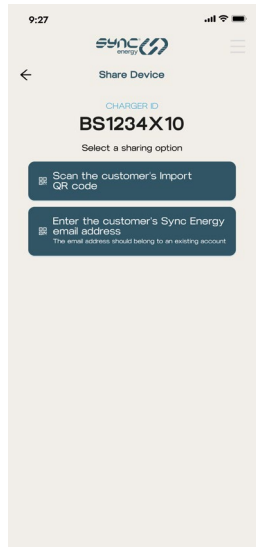 9:27
sync
energy
Share Device
CHARGER ID
BS1234X10
Select a sharing option
Scan the customer's Import
QR code
Enter the customer's Sync Energy
email address
The email address should belong to an existing account